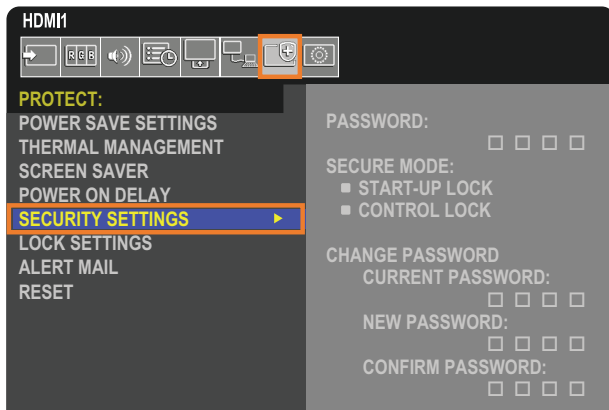 HDMI1
RGB
PROTECT:
POWER SAVE SETTINGS
THERMAL MANAGEMENT
SCREEN SAVER
POWER ON DELAY
SECURITY SETTINGS
LOCK SETTINGS
ALERT MAIL
RESET
PASSWORD:
SECURE MODE:
START-UP LOCK
CONTROL LOCK
CHANGE PASSWORD
CURRENT PASSWORD:
NEW PASSWORD:
CONFIRM PASSWORD: